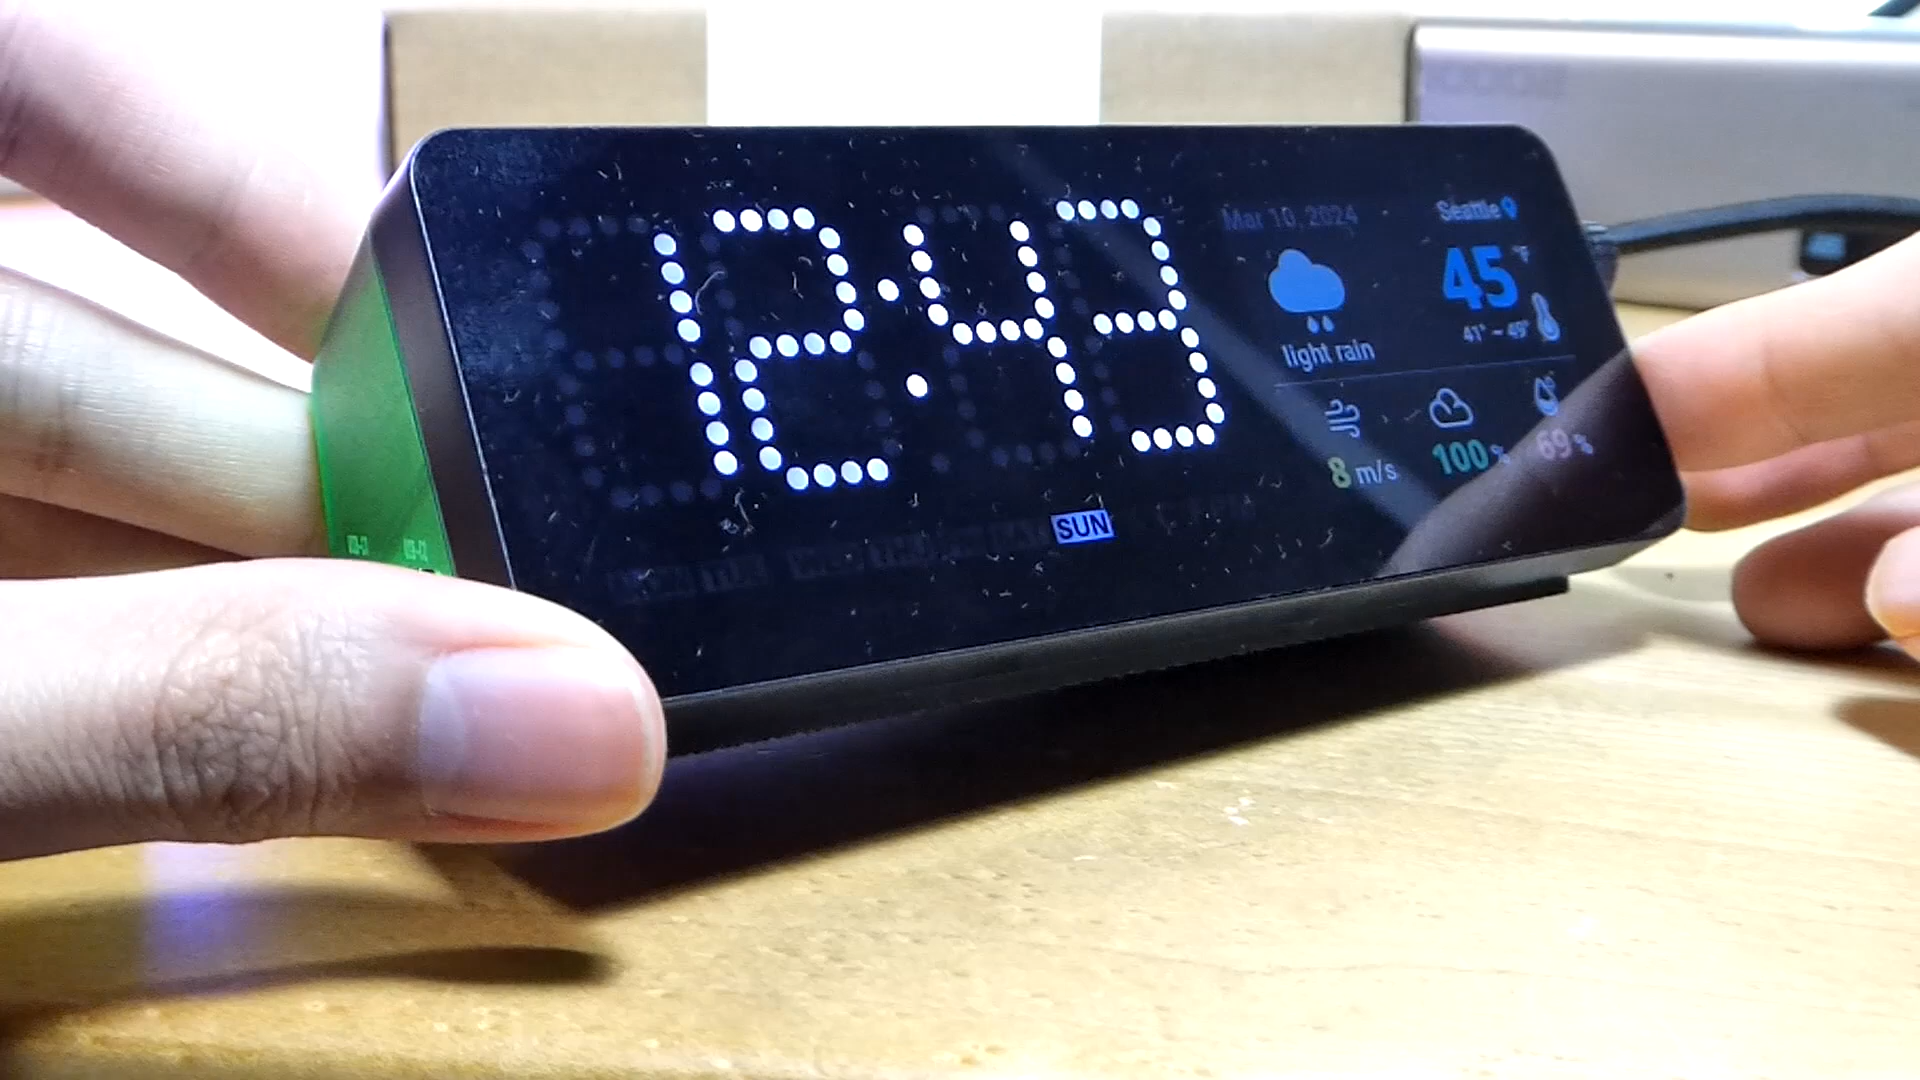 12:43
SUN
Mar 10, 2024
Seattle
45°F
41° ~ 49°
light rain
8 m/s
100 %
69 %